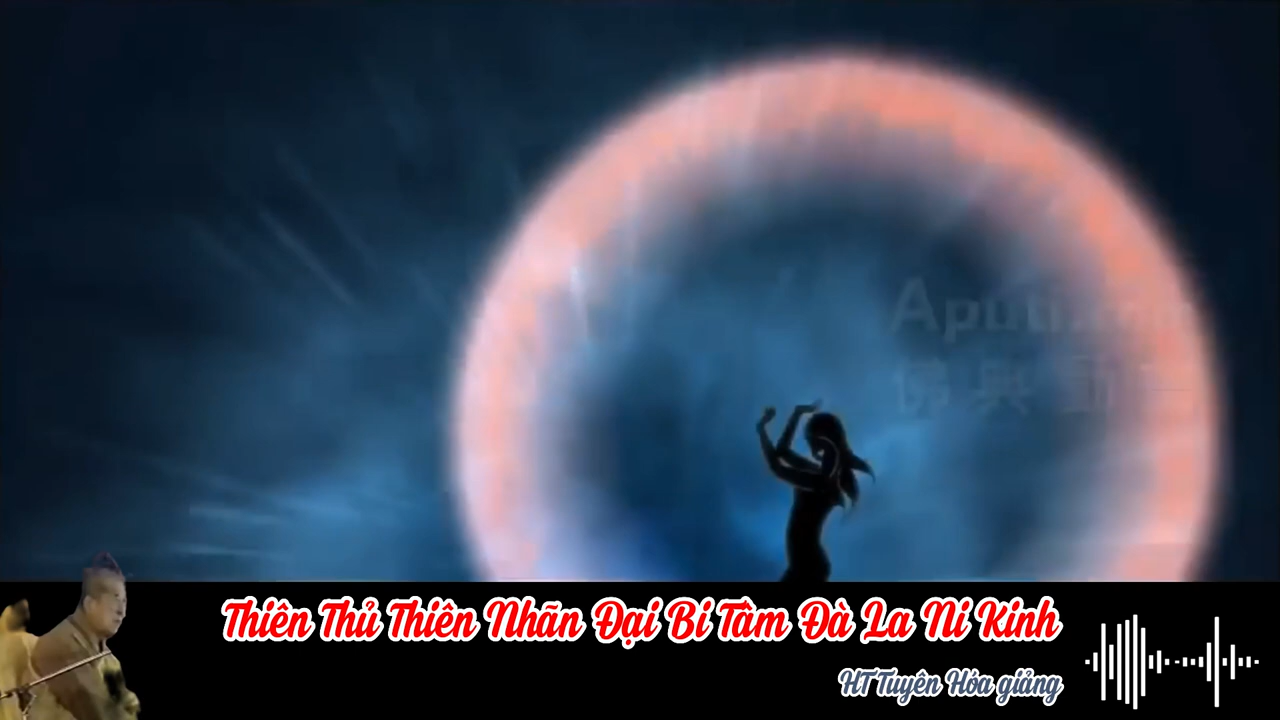 Thiên Thủ Thiên Nhãn Đại Bi Tâm Đà La Ni Kinh
HT Tuyên Hóa giảng